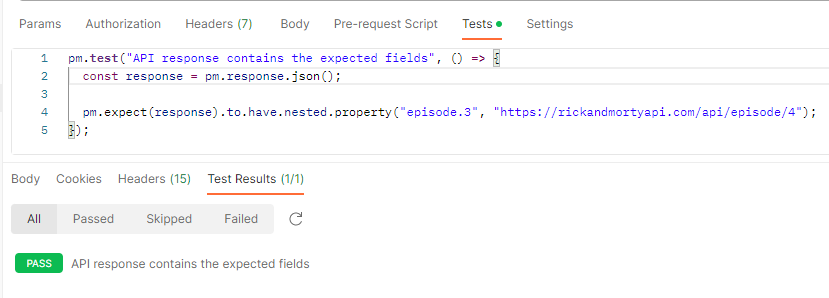 Params Authorization Headers (7) Body Pre-request Script Tests Settings
1 pm.test("API response contains the expected fields", () => {
2 const response = pm.response.json();
3
4 pm.expect(response).to.have.nested.property("episode.3", "https://rickandmortyapi.com/api/episode/4");
5 });
Body Cookies Headers (15) Test Results (1/1)
All Passed Skipped Failed
PASS API response contains the expected fields